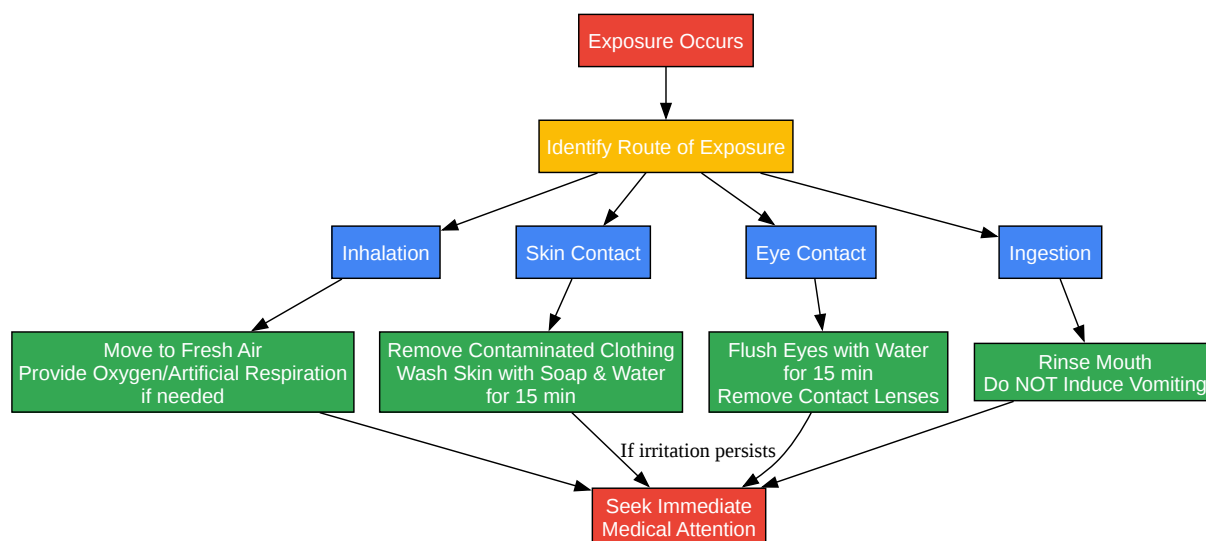 Exposure Occurs
Identify Route of Exposure
Inhalation
Skin Contact
Eye Contact
Ingestion
Move to Fresh Air
Provide Oxygen/Artificial Respiration
if needed
Remove Contaminated Clothing
Wash Skin with Soap & Water
for 15 min
Flush Eyes with Water
for 15 min
Remove Contact Lenses
Rinse Mouth
Do NOT Induce Vomiting
If irritation persists
Seek Immediate
Medical Attention